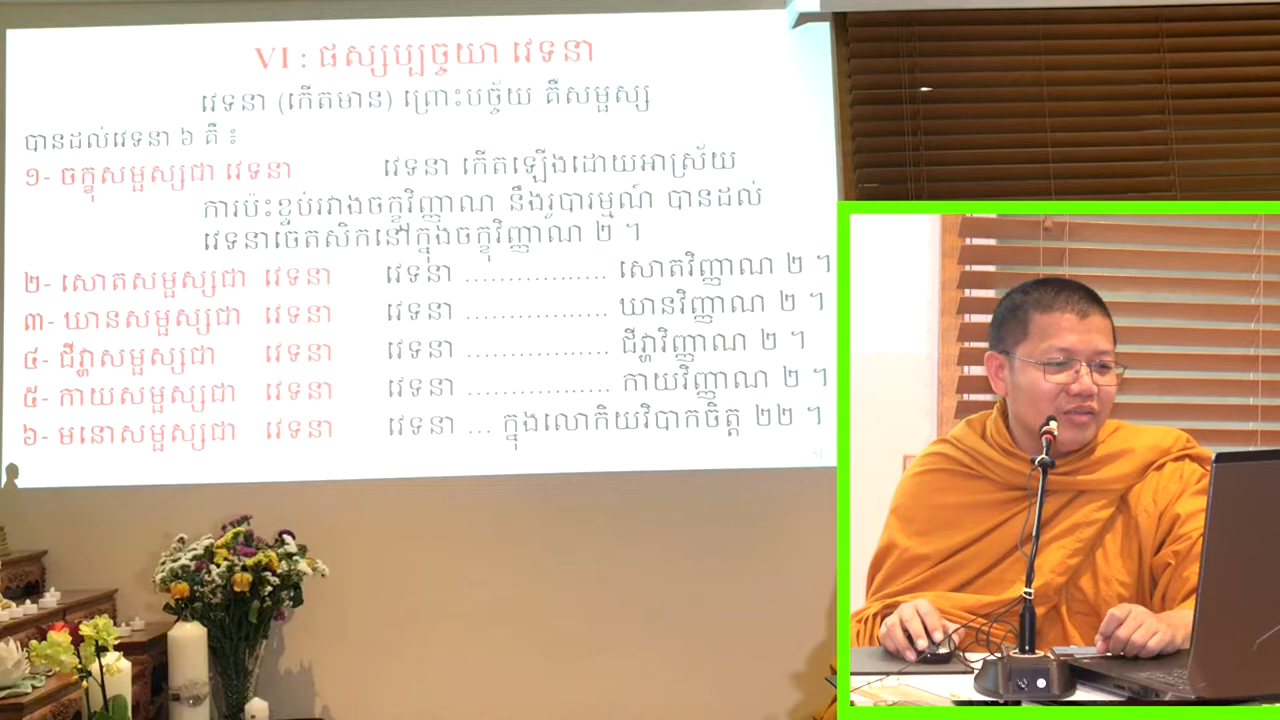 VI : ផស្សប្បច្ចយា វេទនា
វេទនា (កើតមាន) ព្រោះបច្ច័យ គឺសម្ផស្ស
បានដល់វេទនា ៦ គឺ ៖
១- ចក្ខុសម្ផស្សជា វេទនា វេទនា កើតឡើងដោយអាស្រ័យ
ការប៉ះខ្ទប់រវាងចក្ខុវិញ្ញាណ នឹងរូបារម្មណ៍ បានដល់
វេទនាចេតសិកនៅក្នុងចក្ខុវិញ្ញាណ ២ ។
២- សោតសម្ផស្សជា វេទនា វេទនា ................. សោតវិញ្ញាណ ២ ។
៣- ឃានសម្ផស្សជា វេទនា វេទនា ................. ឃានវិញ្ញាណ ២ ។
៤- ជីវ្ហាសម្ផស្សជា វេទនា វេទនា ................. ជីវ្ហាវិញ្ញាណ ២ ។
៥- កាយសម្ផស្សជា វេទនា វេទនា ................. កាយវិញ្ញាណ ២ ។
៦- មនោសម្ផស្សជា វេទនា វេទនា ... ក្នុងលោកិយវិបាកចិត្ត ២២ ។